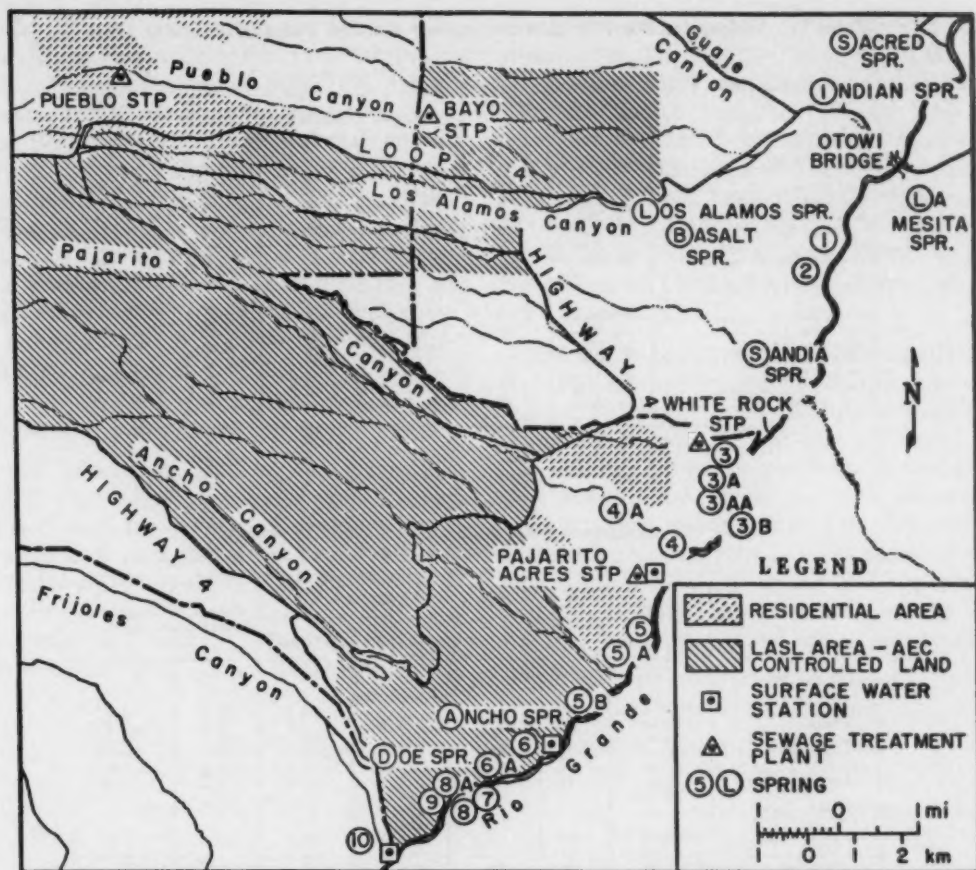 SACRED
SPR.
Guaje
Canyon
Pueblo
Canyon
PUEBLO STP
BAYO
STP
INDIAN SPR.
OTOWI
BRIDGE
LOOP
4
Los Alamos
Canyon
LOS ALAMOS SPR.
BASALT
SPR.
LA
MESITA
SPR.
1
2
Pajarito
Canyon
HIGHWAY 4
SANDIA
SPR.
N
WHITE ROCK
STP
3
3A
3AA
3B
4A
4
Ancho
Canyon
HIGHWAY 4
PAJARITO
ACRES STP
Frijoles
Canyon
5
5A
5B
ANCHO SPR.
6
DOE SPR.
6A
8A
9
8
7
10
Rio Grande
LEGEND
RESIDENTIAL AREA
LASL AREA - AEC
CONTROLLED LAND
SURFACE WATER
STATION
SEWAGE TREATMENT
PLANT
5 L SPRING
1 0 1 mi
1 0 1 2 km